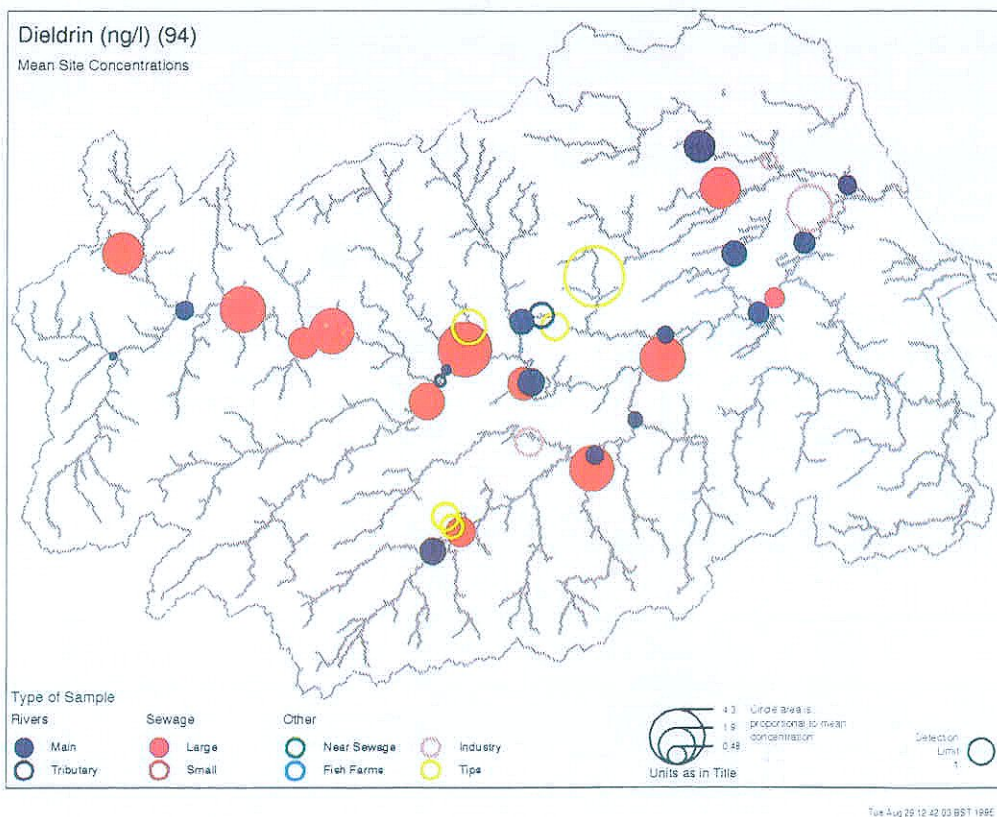 Dieldrin (ng/l) (94)
Mean Site Concentrations
Type of Sample
Rivers
Sewage
Other
Main
Large
Near Sewage
Industry
Tributary
Small
Fish Farms
Tips
4.3
1.9
0.48
Circle area is
proportional to mean
concentration
Units as in Title
Detection
Limit
1
Tue Aug 29 12:42:03 BST 1995